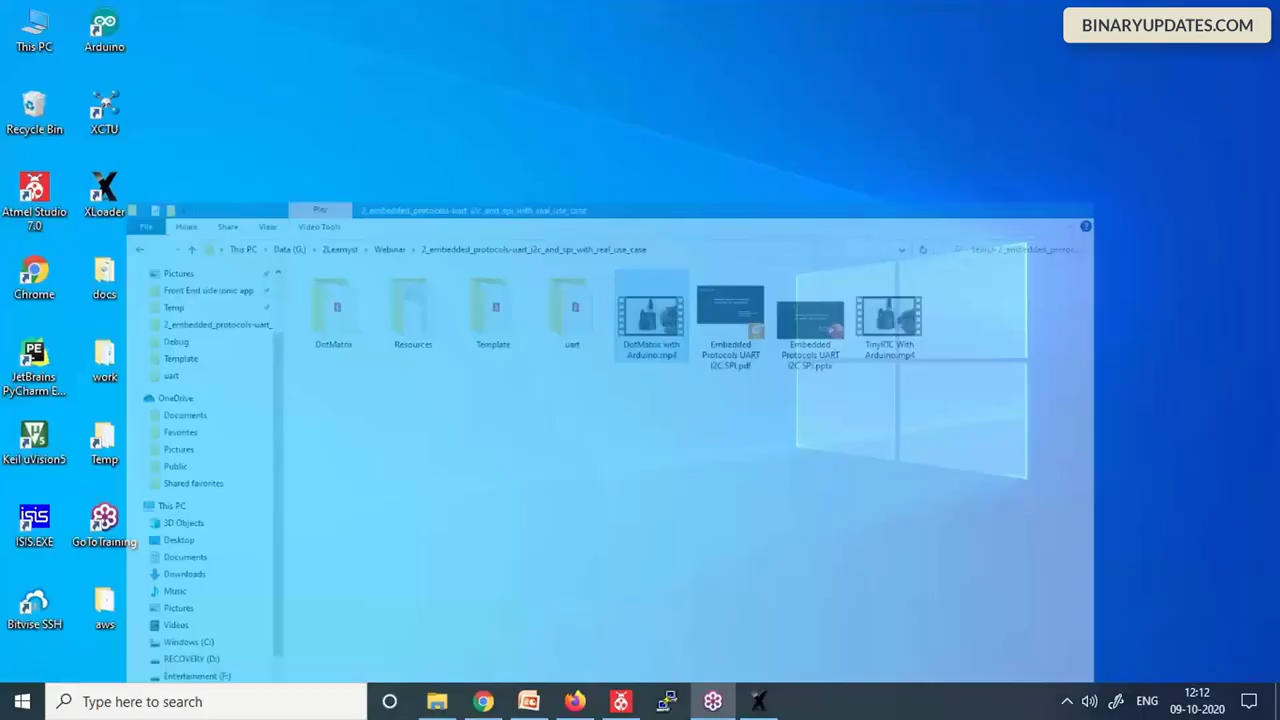 BINARYUPDATES.COM
This PC
Arduino
Recycle Bin
XCTU
Atmel Studio
7.0
XLoader
Chrome
docs
JetBrains
PyCharm E...
work
Keil uVision5
Temp
ISIS.EXE
GoToTraining
Bitvise SSH
aws
Play
2_embedded_protocols-uart_i2c_and_spi_with_real_use_case
File
Home
Share
View
Video Tools
This PC
Data (G:)
2Learnyst
Webinar
2_embedded_protocols-uart_i2c_and_spi_with_real_use_case
Search 2_embedded_protoc...
Pictures
Front End side ionic app
Temp
2_embedded_protocols-uart_
Debug
Template
uart
OneDrive
Documents
Favorites
Pictures
Public
Shared favorites
This PC
3D Objects
Desktop
Documents
Downloads
Music
Pictures
Videos
Windows (C:)
RECOVERY (D:)
Entertainment (F:)
DotMatrix
Resources
Template
uart
DotMatrix with
Arduino.mp4
Embedded
Protocols UART
I2C SPI.pdf
Embedded
Protocols UART
I2C SPI.pptx
TinyRTC With
Arduino.mp4
Type here to search
ENG
12:12
09-10-2020